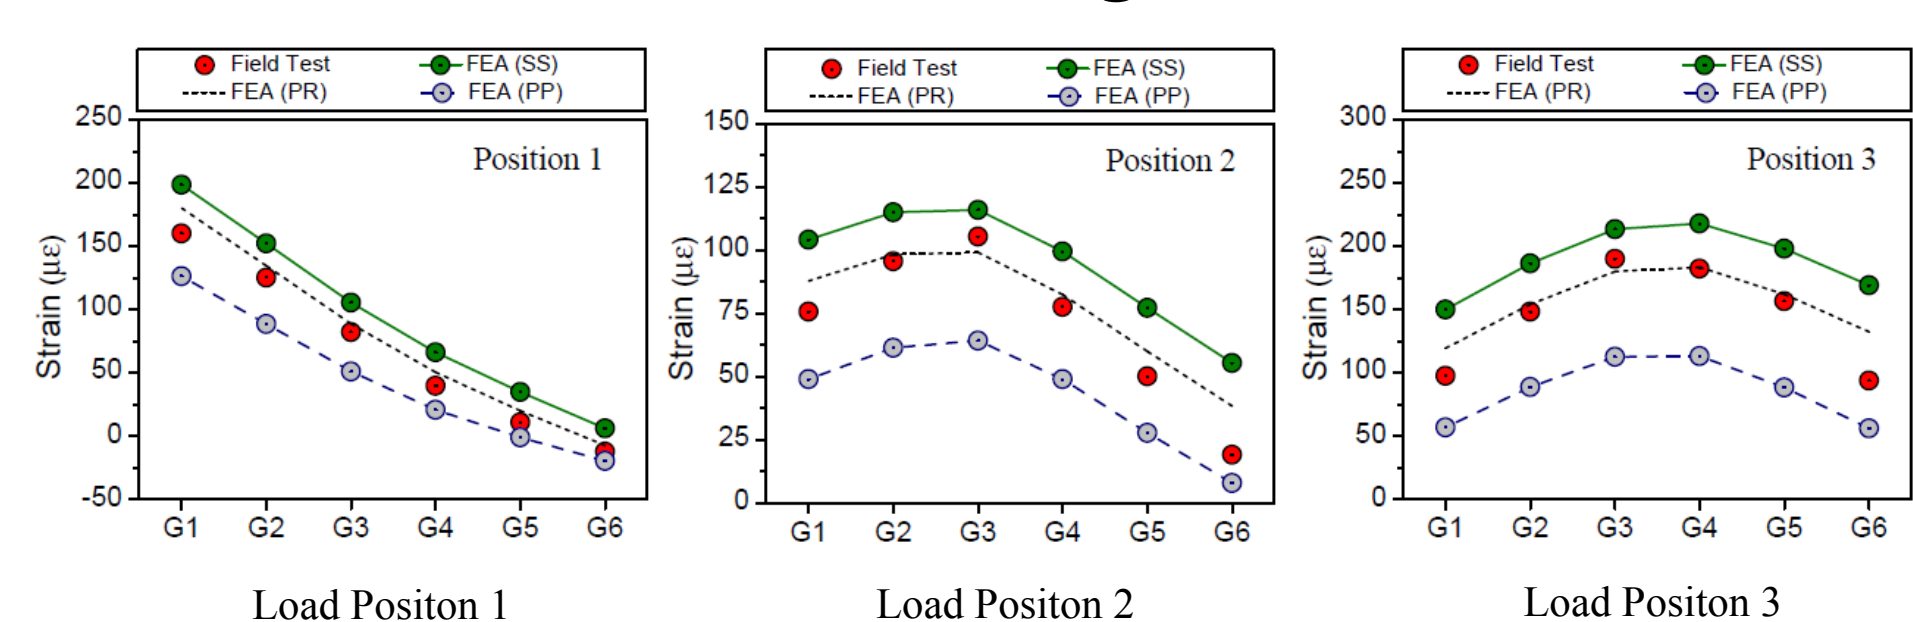 Field Test
FEA (SS)
FEA (PR)
FEA (PP)
250
200
150
100
50
0
-50
Strain (με)
Position 1
G1 G2 G3 G4 G5 G6
Load Positon 1
Field Test
FEA (SS)
FEA (PR)
FEA (PP)
150
125
100
75
50
25
0
Strain (με)
Position 2
G1 G2 G3 G4 G5 G6
Load Positon 2
Field Test
FEA (SS)
FEA (PR)
FEA (PP)
300
250
200
150
100
50
0
Strain (με)
Position 3
G1 G2 G3 G4 G5 G6
Load Positon 3